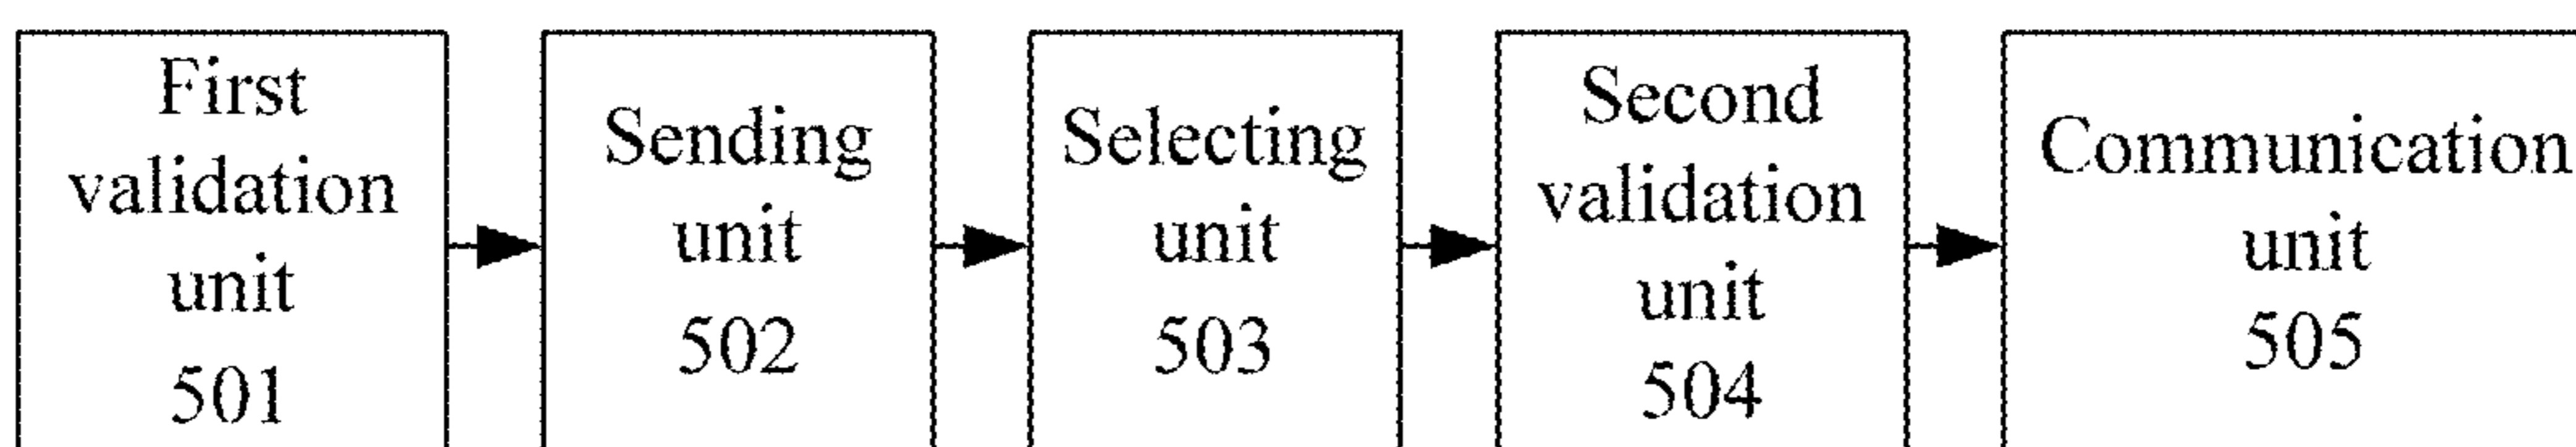 First
validation
unit
501
Sending
unit
502
Selecting
unit
503
Second
validation
unit
504
Communication
unit
505